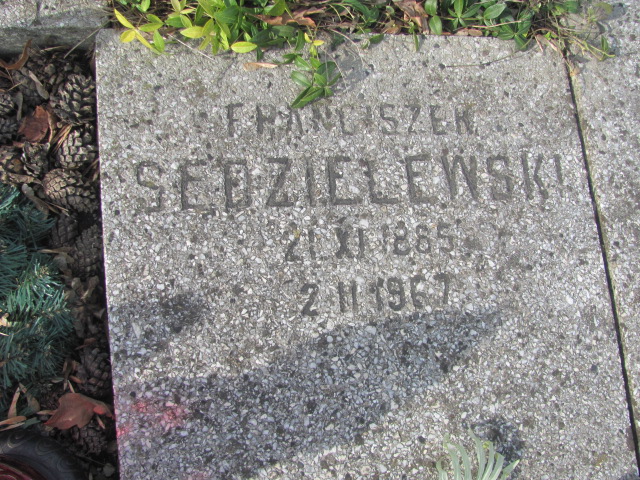 FRANCISZEK
SĘDZIELEWSKI
21 XI 1885
2 II 1967